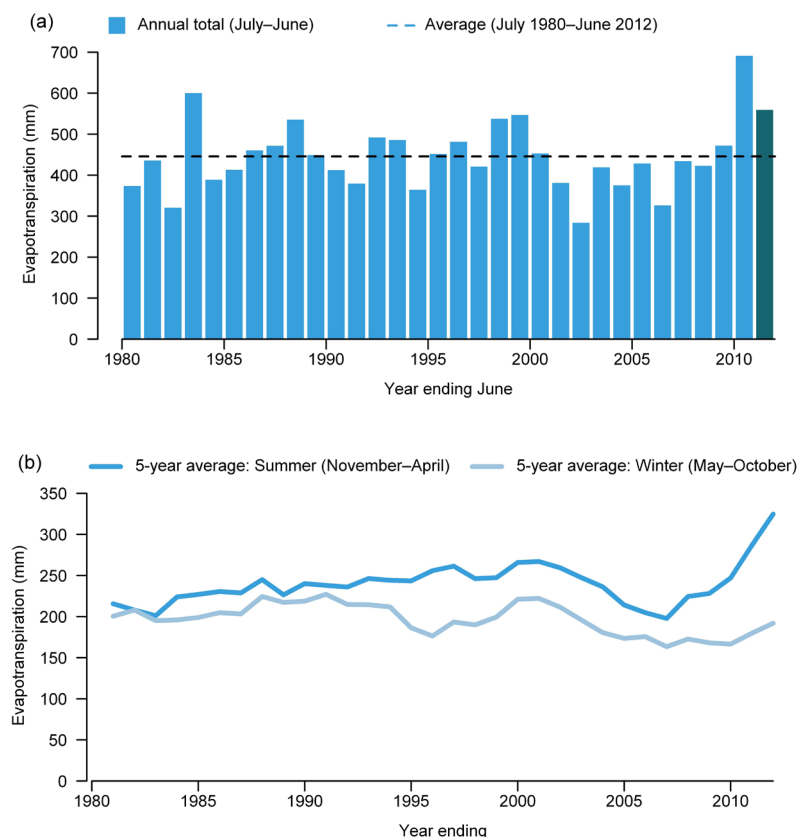 (a)
Annual total (July–June) Average (July 1980–June 2012)
Evapotranspiration (mm)
700
600
500
400
300
200
100
0
1980 1985 1990 1995 2000 2005 2010
Year ending June
(b)
5-year average: Summer (November–April) 5-year average: Winter (May–October)
Evapotranspiration (mm)
350
300
250
200
150
100
50
0
1980 1985 1990 1995 2000 2005 2010
Year ending